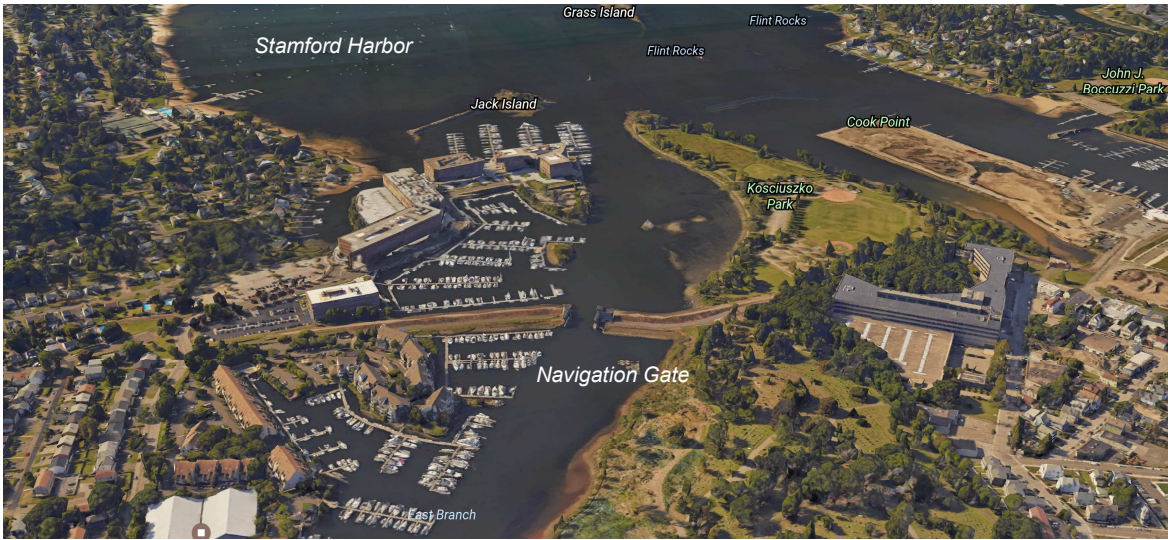 Grass Island
Flint Rocks
Stamford Harbor
Flint Rocks
John J.
Boccuzzi Park
Jack Island
Cook Point
Kosciuszko
Park
Navigation Gate
East Branch